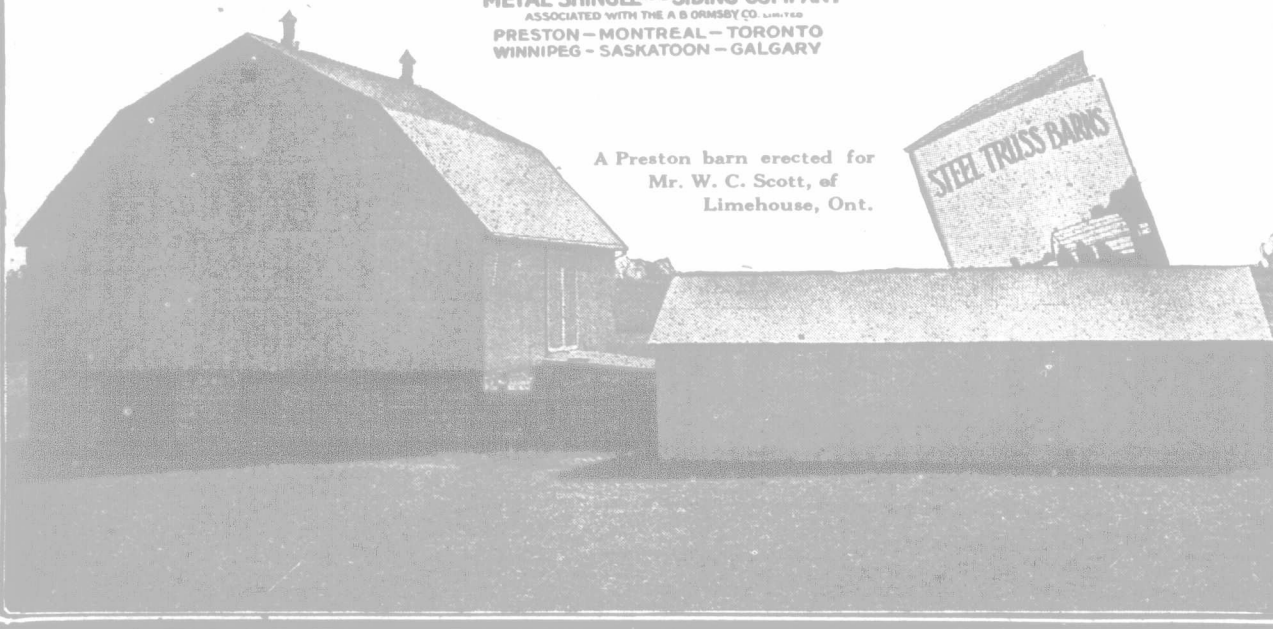 METAL SHINGLE SIDING COMPANY
ASSOCIATED WITH THE A B ORMSBY CO. LIMITED
PRESTON — MONTREAL — TORONTO
WINNIPEG - SASKATOON — GALGARY
A Preston barn erected for
Mr. W. C. Scott, of
Limehouse, Ont.
STEEL TRUSS BARNS